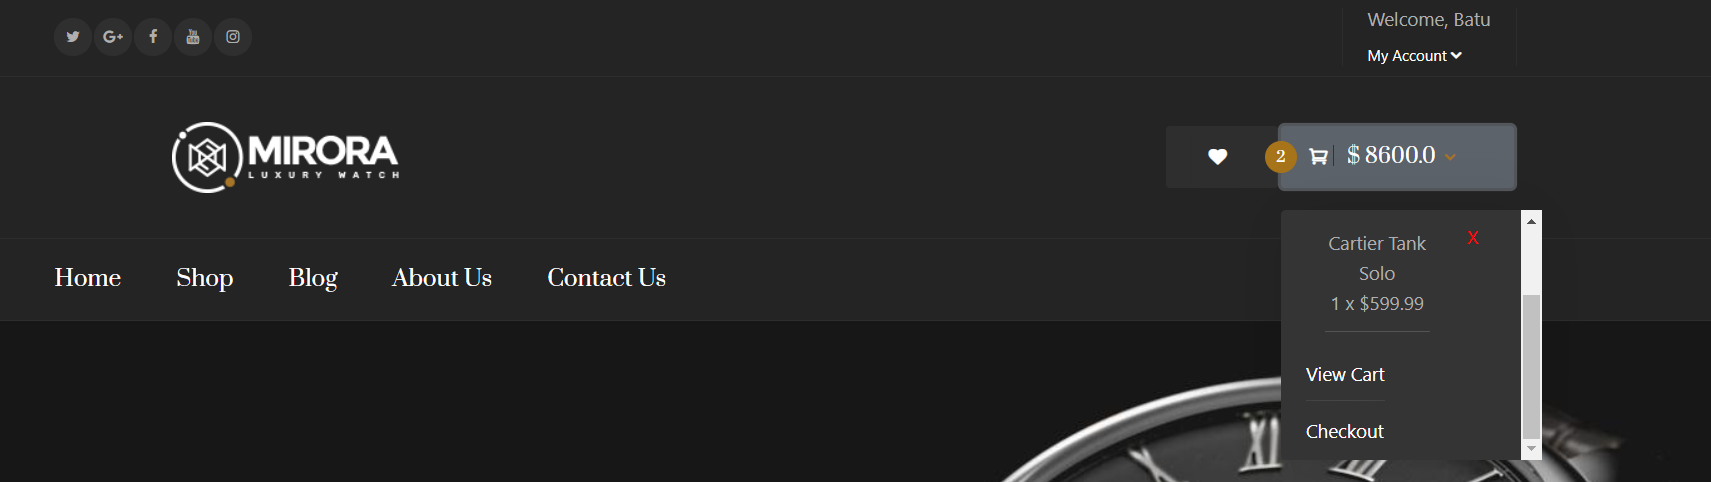 Welcome, Batu
My Account
MIRORA
LUXURY WATCH
2
$ 8600.0
Home
Shop
Blog
About Us
Contact Us
X
Cartier Tank
Solo
1 x $599.99
View Cart
Checkout